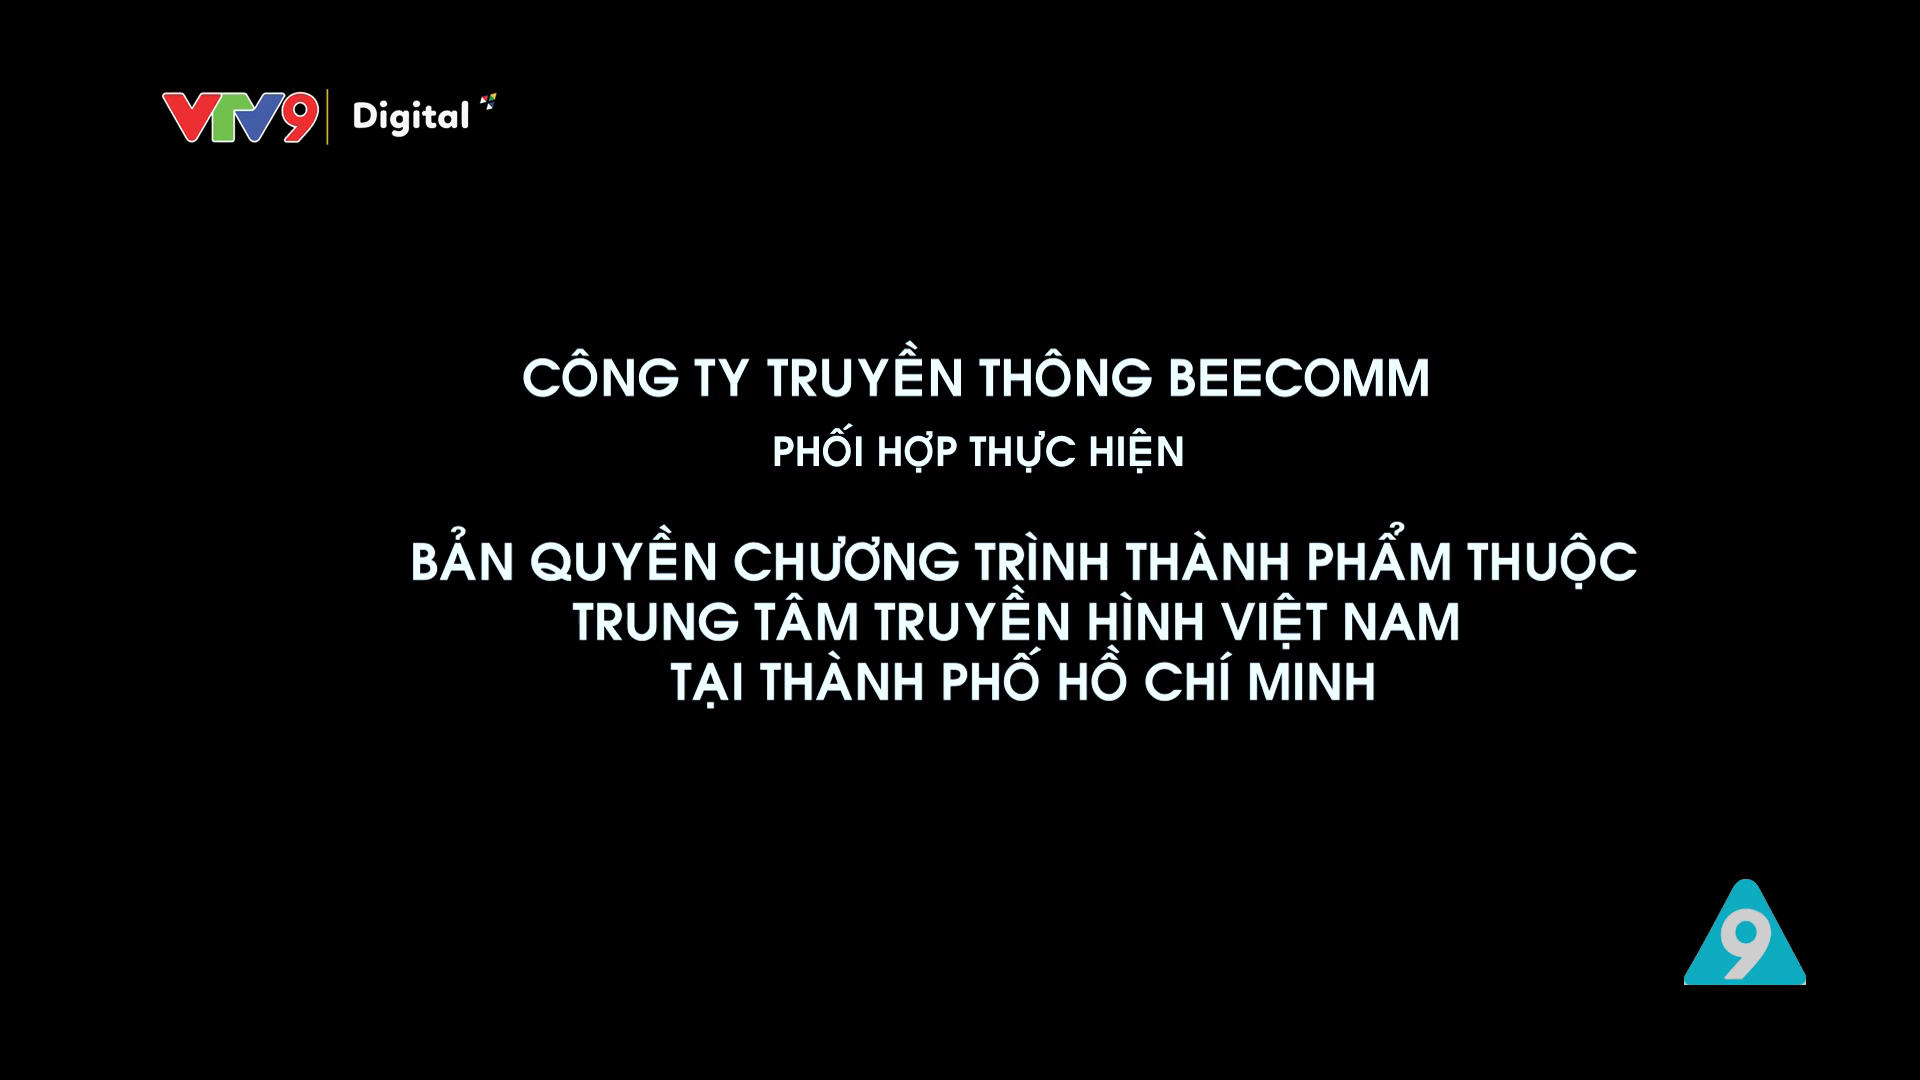 VTV9 Digital
CÔNG TY TRUYỀN THÔNG BEECOMM
PHỐI HỢP THỰC HIỆN
BẢN QUYỀN CHƯƠNG TRÌNH THÀNH PHẨM THUỘC
TRUNG TÂM TRUYỀN HÌNH VIỆT NAM
TẠI THÀNH PHỐ HỒ CHÍ MINH
9